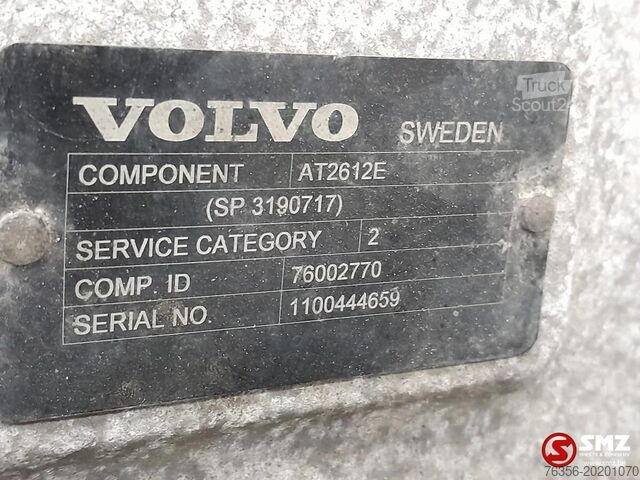 Truck
Scout24
VOLVO SWEDEN
COMPONENT AT2612E
(SP 3190717)
SERVICE CATEGORY 2
COMP. ID 76002770
SERIAL NO. 1100444659
SMZ
76356-20201070